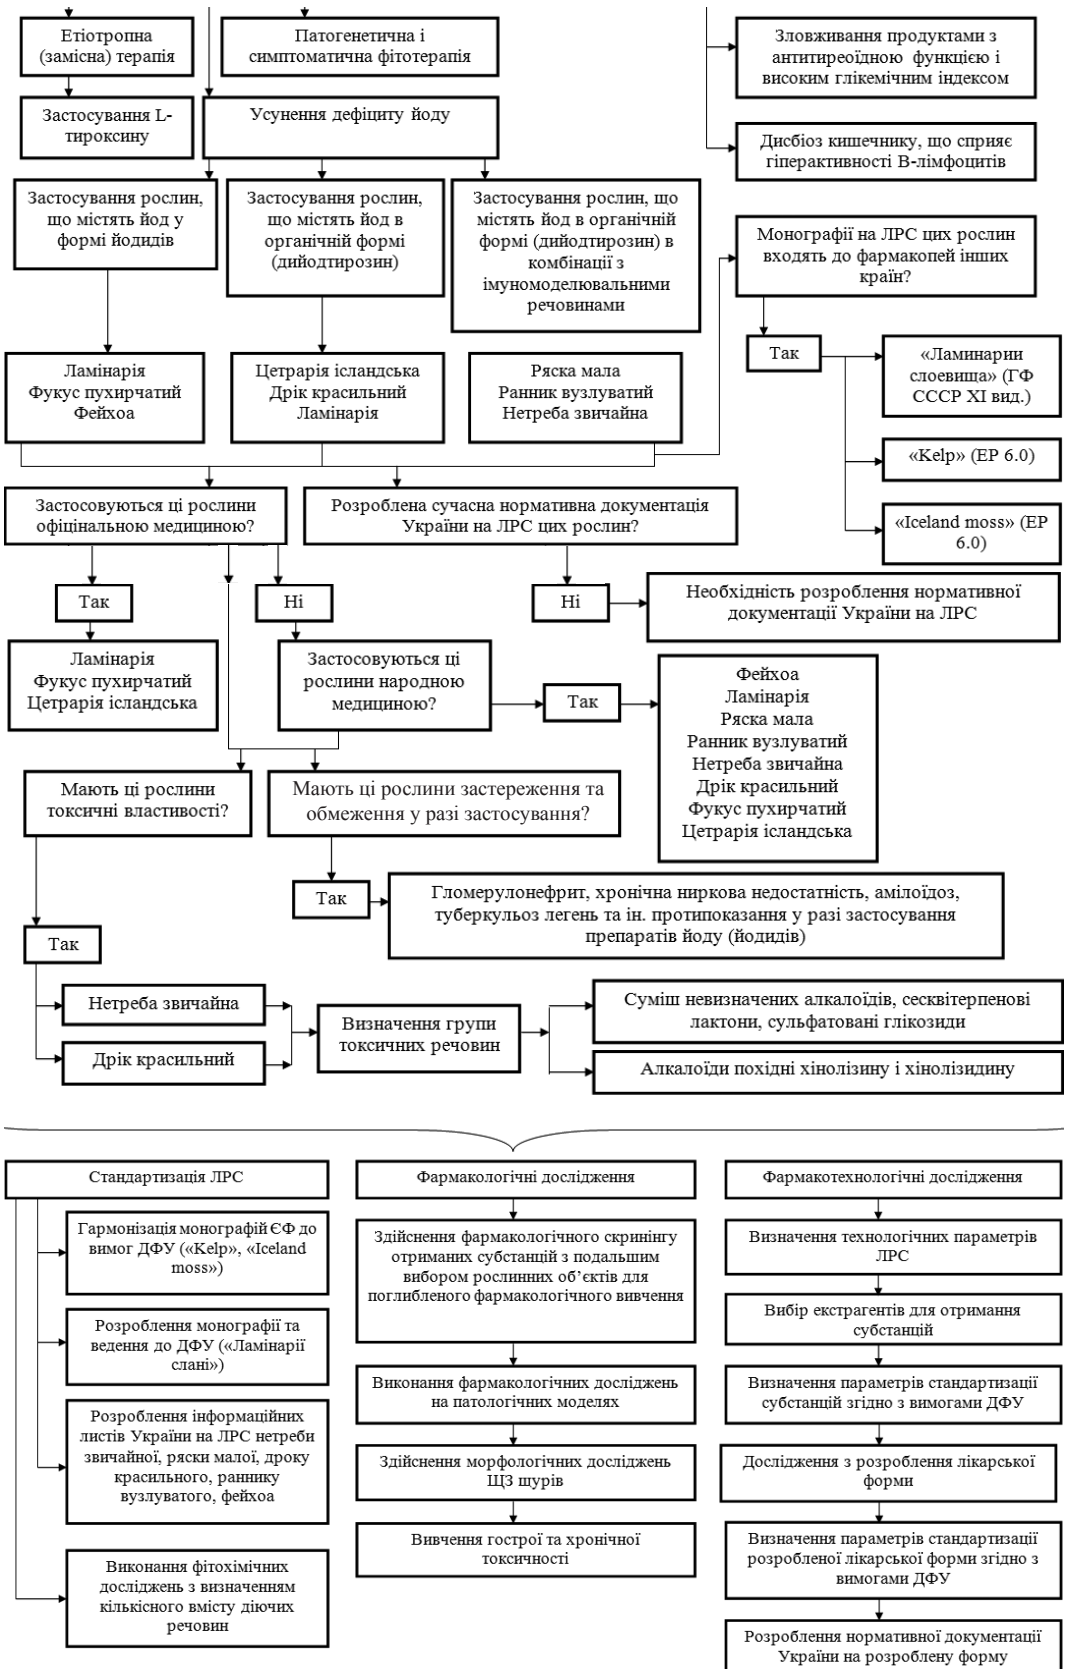 Етіотропна
(замісна) терапія
Патогенетична і
симптоматична фітотерапія
Зловживання продуктами з
антитиреоїдною функцією і
високим глікемічним індексом
Застосування L-
тироксину
Усунення дефіциту йоду
Дисбіоз кишечнику, що сприяє
гіперактивності В-лімфоцитів
Застосування рослин,
що містять йод у
формі йодидів
Застосування рослин,
що містять йод в
органічній формі
(дийодтирозин)
Застосування рослин, що
містять йод в органічній
формі (дийодтирозин) в
комбінації з
імуномоделювальними
речовинами
Монографії на ЛРС цих рослин
входять до фармакопей інших
країн?
Так
«Ламинарии
слоевища» (ГФ
СССР XI вид.)
«Kelp» (EP 6.0)
«Iceland moss» (EP
6.0)
Ламінарія
Фукус пухирчатий
Фейхоа
Цетрарія ісландська
Дрік красильний
Ламінарія
Ряска мала
Ранник вузлуватий
Нетреба звичайна
Застосовуються ці рослини
офіцінальною медициною?
Розроблена сучасна нормативна документація
України на ЛРС цих рослин?
Так
Ні
Ні
Необхідність розроблення нормативної
документації України на ЛРС
Ламінарія
Фукус пухирчатий
Цетрарія ісландська
Застосовуються ці
рослини народною
медициною?
Так
Фейхоа
Ламінарія
Ряска мала
Ранник вузлуватий
Нетреба звичайна
Дрік красильний
Фукус пухирчатий
Цетрарія ісландська
Мають ці рослини
токсичні властивості?
Мають ці рослини застереження та
обмеження у разі застосування?
Так
Гломерулонефрит, хронічна ниркова недостатність, амілоїдоз,
туберкульоз легень та ін. протипоказання у разі застосування
препаратів йоду (йодидів)
Так
Нетреба звичайна
Дрік красильний
Визначення групи
токсичних речовин
Суміш невизначених алкалоїдів, сесквітерпенові
лактони, сульфатовані глікозиди
Алкалоїди похідні хінолізину і хінолізидину
Стандартизація ЛРС
Гармонізація монографій ЄФ до
вимог ДФУ («Kelp», «Iceland
moss»)
Розроблення монографії та
ведення до ДФУ («Ламінарії
слані»)
Розроблення інформаційних
листів України на ЛРС нетреби
звичайної, ряски малої, дроку
красильного, раннику
вузлуватого, фейхоа
Виконання фітохімічних
досліджень з визначенням
кількісного вмісту діючих
речовин
Фармакологічні дослідження
Здійснення фармакологічного скринінгу
отриманих субстанцій з подальшим
вибором рослинних об’єктів для
поглибленого фармакологічного вивчення
Виконання фармакологічних досліджень
на патологічних моделях
Здійснення морфологічних досліджень
ЩЗ щурів
Вивчення гострої та хронічної
токсичності
Фармакотехнологічні дослідження
Визначення технологічних параметрів
ЛРС
Вибір екстрагентів для отримання
субстанцій
Визначення параметрів стандартизації
субстанцій згідно з вимогами ДФУ
Дослідження з розроблення лікарської
форми
Визначення параметрів стандартизації
розробленої лікарської форми згідно з
вимогами ДФУ
Розроблення нормативної документації
України на розроблену форму